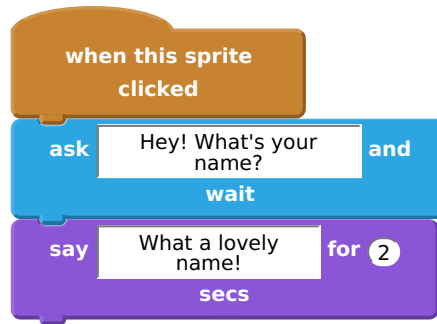 when this sprite
clicked
ask Hey! What's your name? and
wait
say What a lovely name! for 2
secs